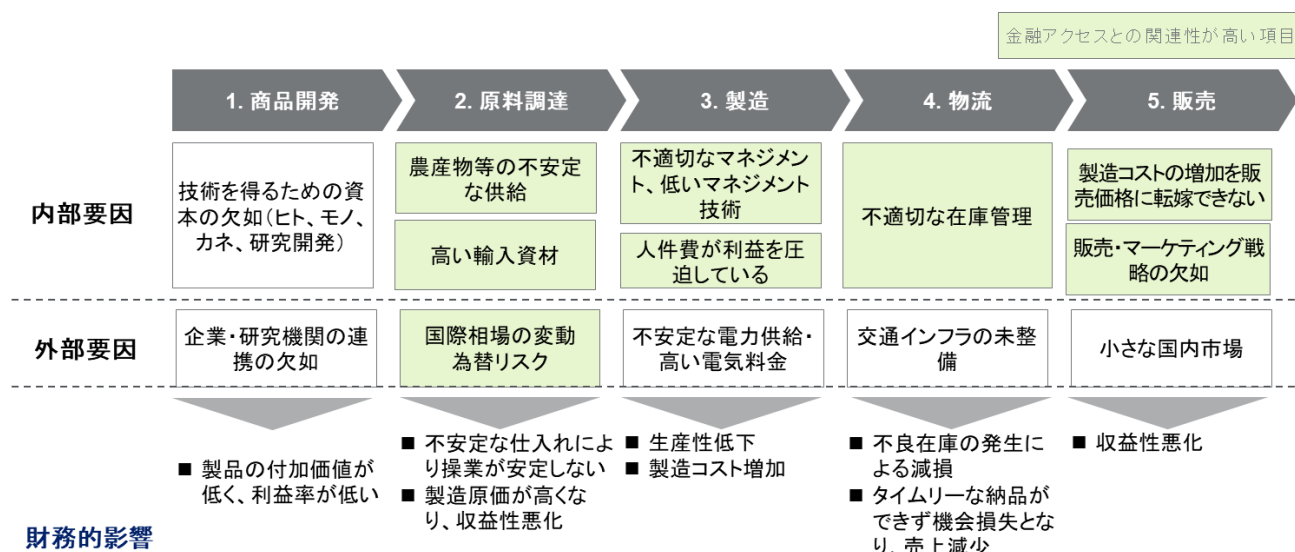 金融アクセスとの関連性が高い項目
1. 商品開発
2. 原料調達
3. 製造
4. 物流
5. 販売
内部要因
技術を得るための資
本の欠如(ヒト、モノ、
カネ、研究開発)
農産物等の不安定
な供給
高い輸入資材
不適切なマネジメン
ト、低いマネジメント
技術
人件費が利益を圧
迫している
不適切な在庫管理
製造コストの増加を販
売価格に転嫁できない
販売・マーケティング戦
略の欠如
外部要因
企業・研究機関の連
携の欠如
国際相場の変動
為替リスク
不安定な電力供給・
高い電気料金
交通インフラの未整
備
小さな国内市場
財務的影響
■ 製品の付加価値が
低く、利益率が低い
■ 不安定な仕入れによ
り操業が安定しない
■ 製造原価が高くな
り、収益性悪化
■ 生産性低下
■ 製造コスト増加
■ 不良在庫の発生に
よる減損
■ タイムリーな納品が
できず機会損失とな
り、売上減少
■ 収益性悪化